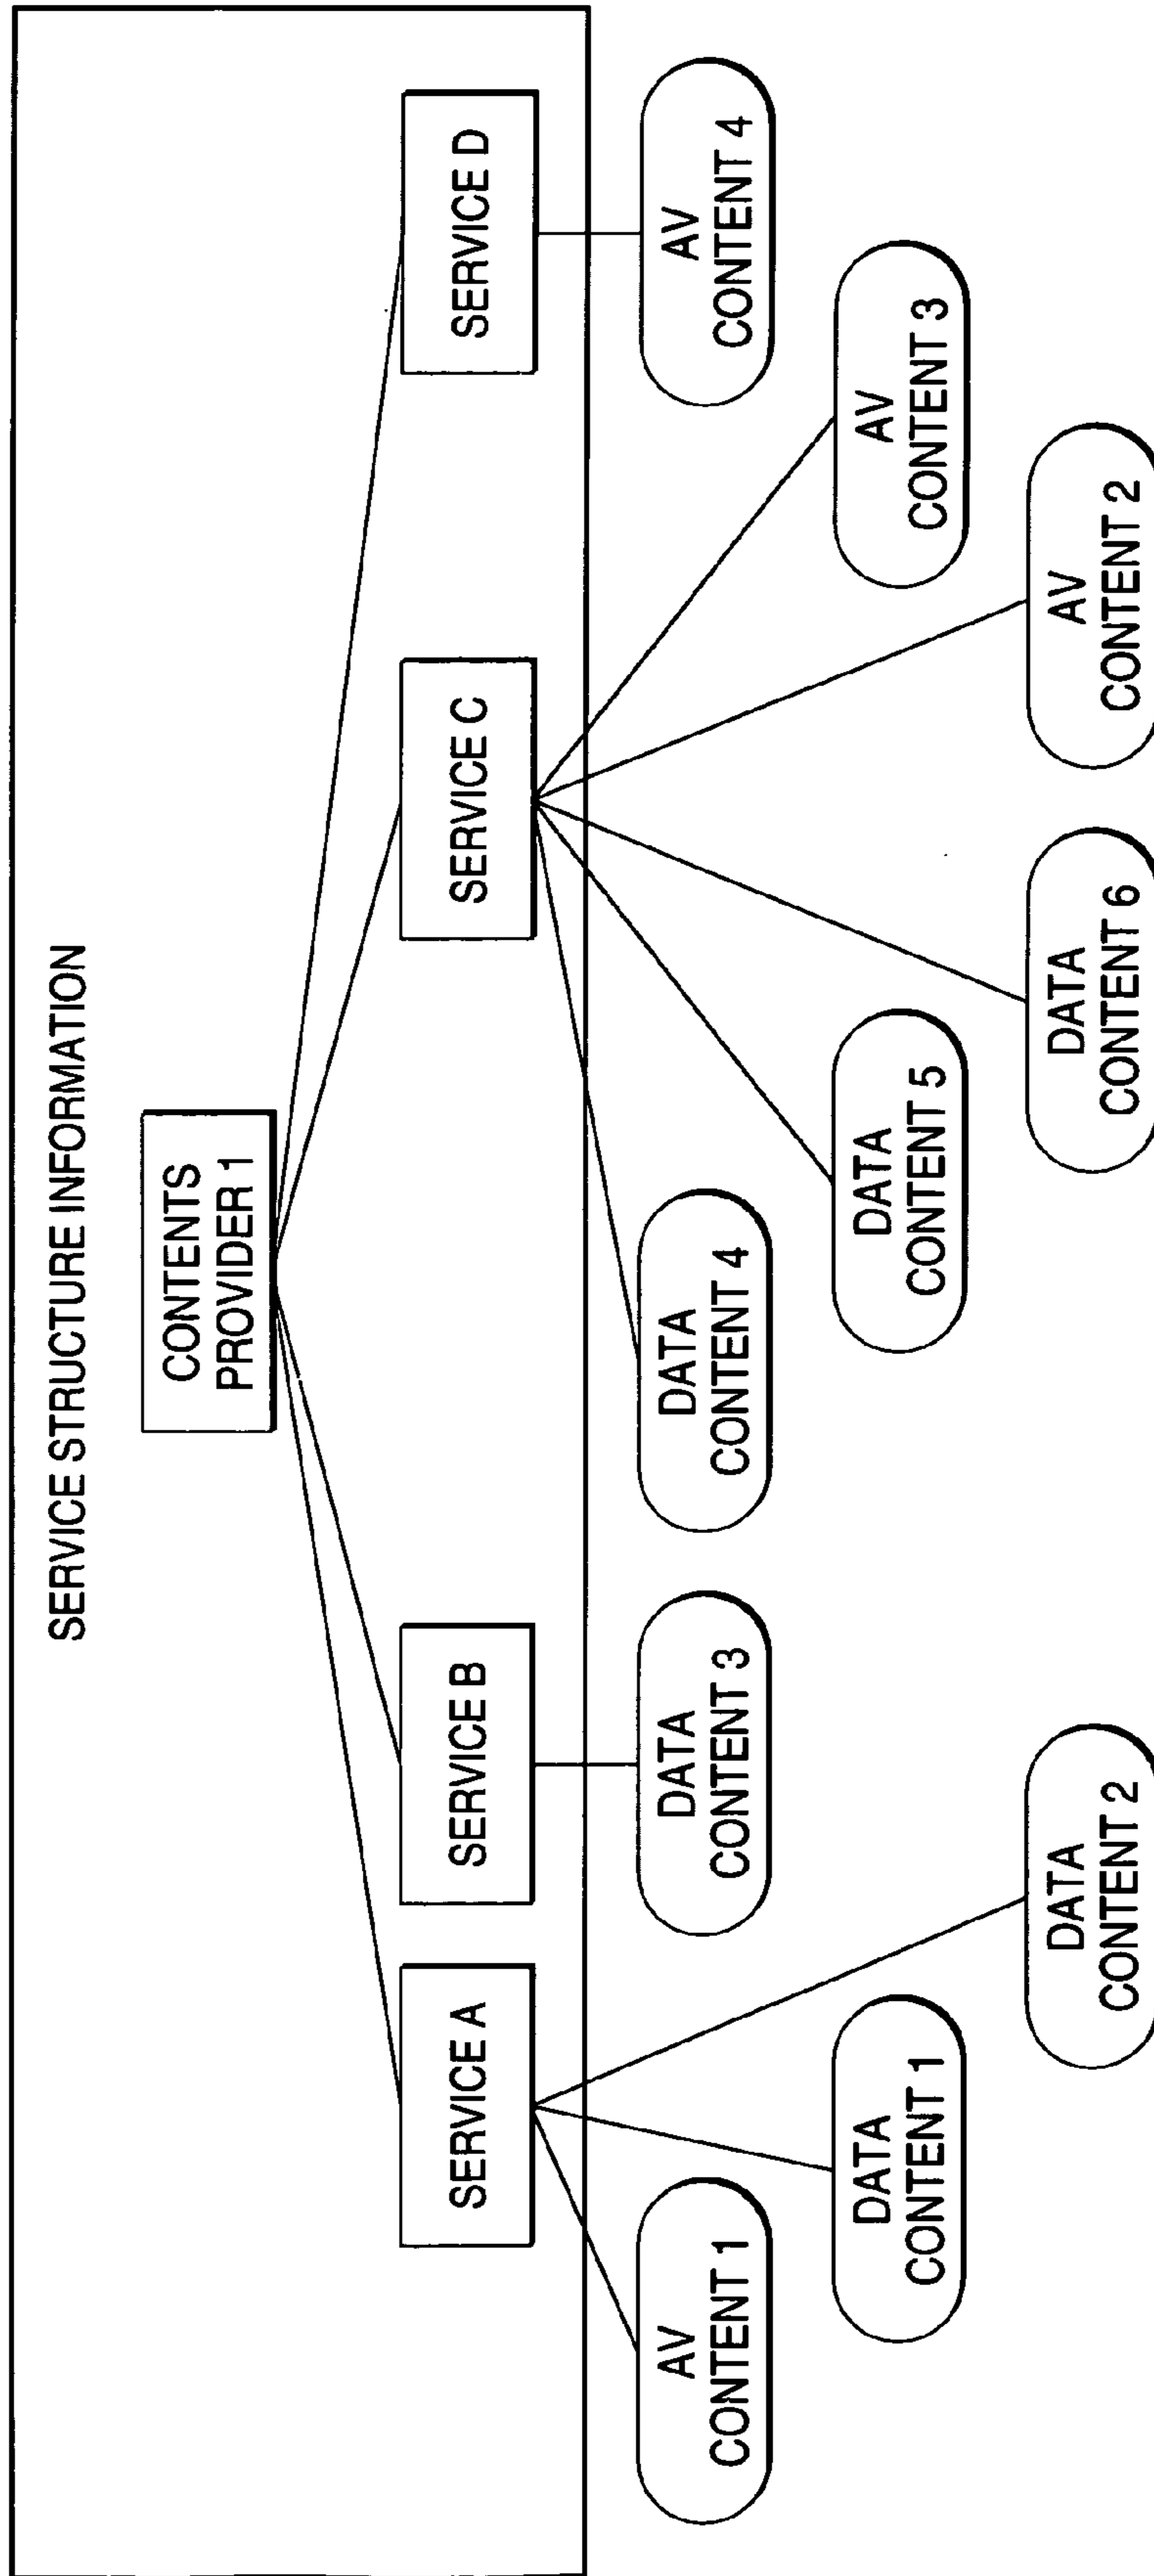 SERVICE STRUCTURE INFORMATION
CONTENTS
PROVIDER 1
SERVICE A
SERVICE B
SERVICE C
SERVICE D
AV
CONTENT 1
DATA
CONTENT 3
DATA
CONTENT 4
AV
CONTENT 4
DATA
CONTENT 1
DATA
CONTENT 5
AV
CONTENT 3
DATA
CONTENT 2
DATA
CONTENT 6
AV
CONTENT 2